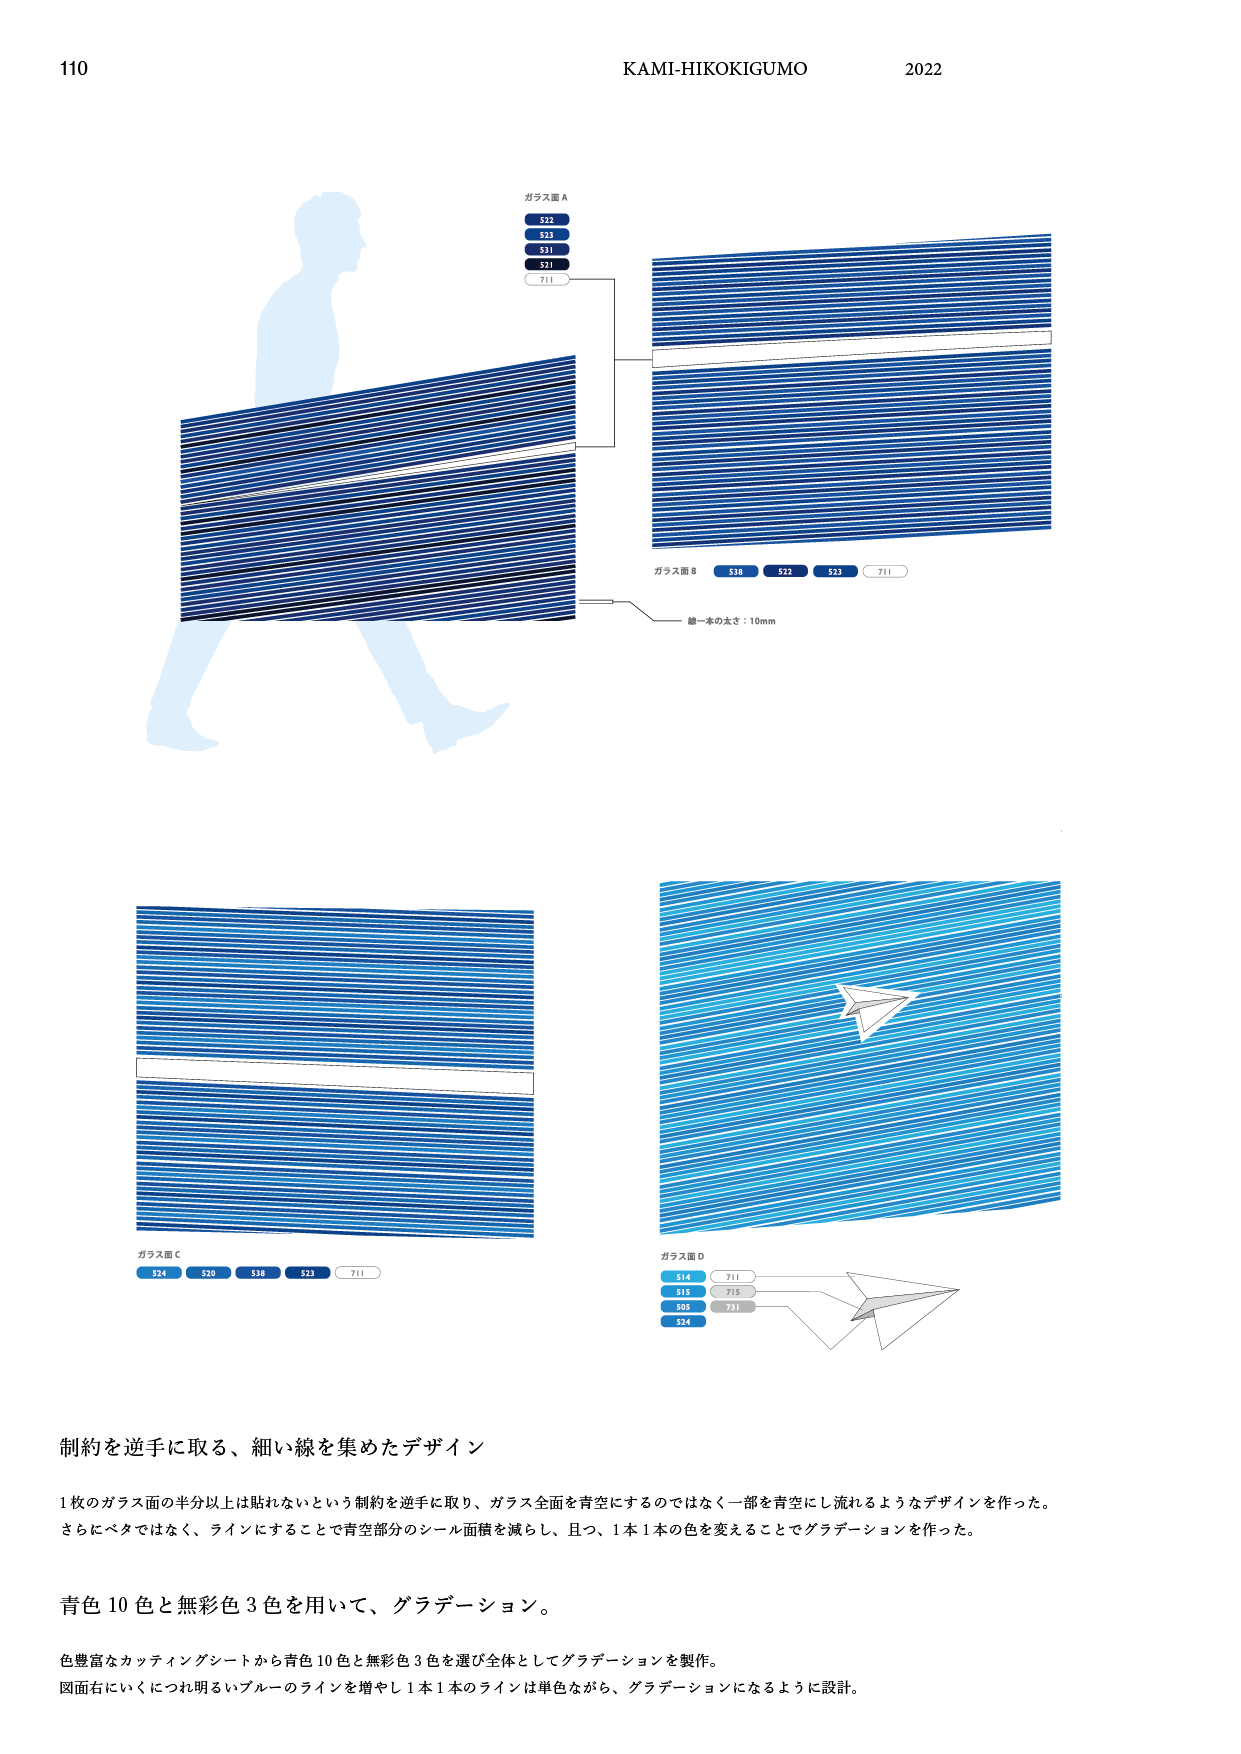 110
KAMI-HIKOKIGUMO 2022
ガラス面 A
522
523
531
521
711
ガラス面 B 538 522 523 711
線一本の太さ：10mm
ガラス面 C
524 520 538 523 711
ガラス面 D
514 711
515 715
505 731
524
制約を逆手に取る、細い線を集めたデザイン
1 枚のガラス面の半分以上は貼れないという制約を逆手に取り、ガラス全面を青空にするのではなく一部を青空にし流れるようなデザインを作った。
さらにベタではなく、ラインにすることで青空部分のシール面積を減らし、且つ、1 本 1 本の色を変えることでグラデーションを作った。
青色 10 色と無彩色 3 色を用いて、グラデーション。
色豊富なカッティングシートから青色 10 色と無彩色 3 色を選び全体としてグラデーションを製作。
図面右にいくにつれ明るいブルーのラインを増やし 1 本 1 本のラインは単色ながら、グラデーションになるように設計。